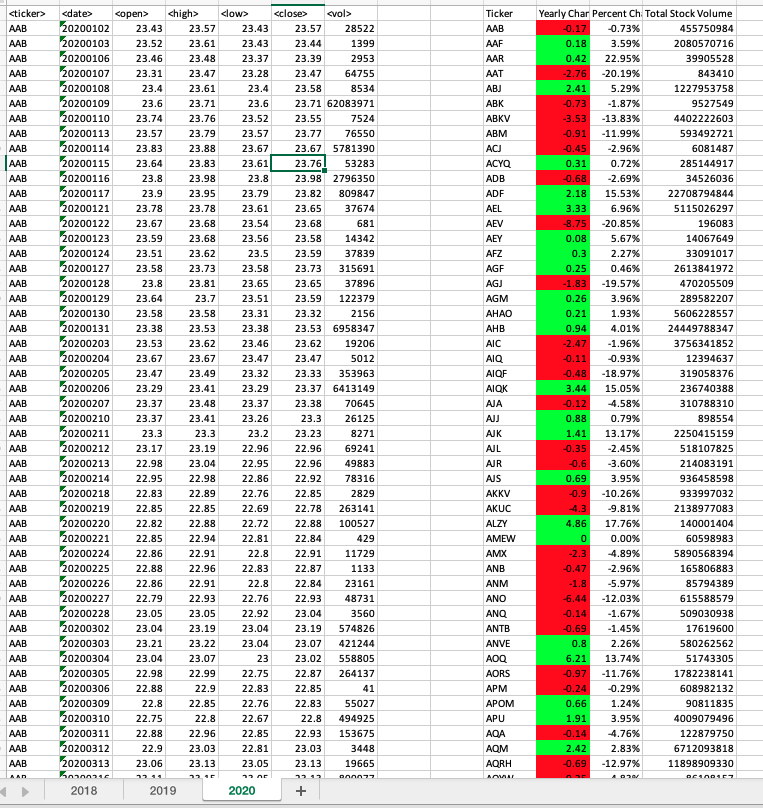 <ticker> <date> <open> <high> <low> <close> <vol> Ticker Yearly Chan Percent Ch Total Stock Volume
AAB 20200102 23.43 23.57 23.43 23.57 28522 AAB -0.17 -0.73% 455750984
AAB 20200103 23.52 23.61 23.43 23.44 1399 AAF 0.18 3.59% 2080570716
AAB 20200106 23.46 23.48 23.37 23.39 2953 AAR 0.42 22.95% 39905528
AAB 20200107 23.31 23.47 23.28 23.47 64755 AAT -2.76 -20.19% 843410
AAB 20200108 23.4 23.61 23.4 23.58 8534 ABJ 2.41 5.29% 1227953758
AAB 20200109 23.6 23.71 23.6 23.71 62083971 ABK -0.73 -1.87% 9527549
AAB 20200110 23.74 23.76 23.52 23.55 7524 ABKV -3.53 -13.83% 4402222603
AAB 20200113 23.57 23.79 23.57 23.77 76550 ABM -0.91 -11.99% 593492721
AAB 20200114 23.83 23.88 23.67 23.67 5781390 ACJ -0.45 -2.96% 6081487
AAB 20200115 23.64 23.83 23.61 23.76 53283 ACYQ 0.31 0.72% 285144917
AAB 20200116 23.8 23.98 23.8 23.98 2796350 ADB -0.68 -2.69% 34526036
AAB 20200117 23.9 23.95 23.79 23.82 809847 ADF 2.18 15.53% 22708794844
AAB 20200121 23.78 23.78 23.61 23.65 37674 AEL 3.33 6.96% 5115026297
AAB 20200122 23.67 23.68 23.54 23.68 681 AEV -8.75 -20.85% 196083
AAB 20200123 23.59 23.68 23.56 23.58 14342 AEY 0.08 5.67% 14067649
AAB 20200124 23.51 23.62 23.5 23.59 37839 AFZ 0.3 2.27% 33091017
AAB 20200127 23.58 23.73 23.58 23.73 315691 AGF 0.25 0.46% 2613841972
AAB 20200128 23.8 23.81 23.65 23.65 37896 AGJ -1.83 -19.57% 470205509
AAB 20200129 23.64 23.7 23.51 23.59 122379 AGM 0.26 3.96% 289582207
AAB 20200130 23.58 23.58 23.31 23.32 2156 AHAO 0.21 1.93% 5606228557
AAB 20200131 23.38 23.53 23.38 23.53 6958347 AHB 0.94 4.01% 24449788347
AAB 20200203 23.53 23.62 23.46 23.62 19206 AIC -2.47 -1.96% 3756341852
AAB 20200204 23.67 23.67 23.47 23.47 5012 AIQ -0.11 -0.93% 12394637
AAB 20200205 23.47 23.49 23.32 23.33 353963 AIQF -0.48 -18.97% 319058376
AAB 20200206 23.29 23.41 23.29 23.37 6413149 AIQK 3.44 15.05% 236740388
AAB 20200207 23.37 23.48 23.37 23.38 70645 AJA -0.12 -4.58% 310788310
AAB 20200210 23.37 23.41 23.26 23.3 26125 AJJ 0.88 0.79% 898554
AAB 20200211 23.3 23.3 23.2 23.23 8271 AJK 1.41 13.17% 2250415159
AAB 20200212 23.17 23.19 22.96 22.96 69241 AJL -0.35 -2.45% 518107825
AAB 20200213 22.98 23.04 22.95 22.96 49883 AJR -0.6 -3.60% 214083191
AAB 20200214 22.95 22.98 22.86 22.92 78316 AJS 0.69 3.95% 936458598
AAB 20200218 22.83 22.89 22.76 22.85 2829 AKKV -0.9 -10.26% 933997032
AAB 20200219 22.85 22.85 22.69 22.78 263141 AKUC -4.3 -9.81% 2138977083
AAB 20200220 22.82 22.88 22.72 22.88 100527 ALZY 4.86 17.76% 140001404
AAB 20200221 22.85 22.94 22.81 22.84 429 AMEW 0 0.00% 60598983
AAB 20200224 22.86 22.91 22.8 22.91 11729 AMX -2.3 -4.89% 5890568394
AAB 20200225 22.88 22.96 22.83 22.87 1133 ANB -0.47 -2.96% 165806883
AAB 20200226 22.86 22.91 22.8 22.84 23161 ANM -1.8 -5.97% 85794389
AAB 20200227 22.79 22.93 22.76 22.93 48731 ANO -6.44 -12.03% 615588579
AAB 20200228 23.05 23.05 22.92 23.04 3560 ANQ -0.14 -1.67% 509030938
AAB 20200302 23.04 23.19 23.04 23.19 574826 ANTB -0.69 -1.45% 17619600
AAB 20200303 23.21 23.22 23.04 23.07 421244 ANVE 0.8 2.26% 580262562
AAB 20200304 23.04 23.07 23 23.02 558805 AOQ 6.21 13.74% 51743305
AAB 20200305 22.98 22.99 22.75 22.87 264137 AORS -0.97 -11.76% 1782238141
AAB 20200306 22.88 22.9 22.83 22.85 41 APM -0.24 -0.29% 608982132
AAB 20200309 22.8 22.85 22.76 22.83 55027 APOM 0.66 1.24% 90811835
AAB 20200310 22.75 22.8 22.67 22.8 494925 APU 1.91 3.95% 4009079496
AAB 20200311 22.88 22.96 22.85 22.93 153675 AQA -0.14 -4.76% 122879750
AAB 20200312 22.9 23.03 22.81 23.03 3448 AQM 2.42 2.83% 6712093818
AAB 20200313 23.06 23.13 23.05 23.13 19665 AQRH -0.69 -12.97% 11898909330
2018 2019 2020 +